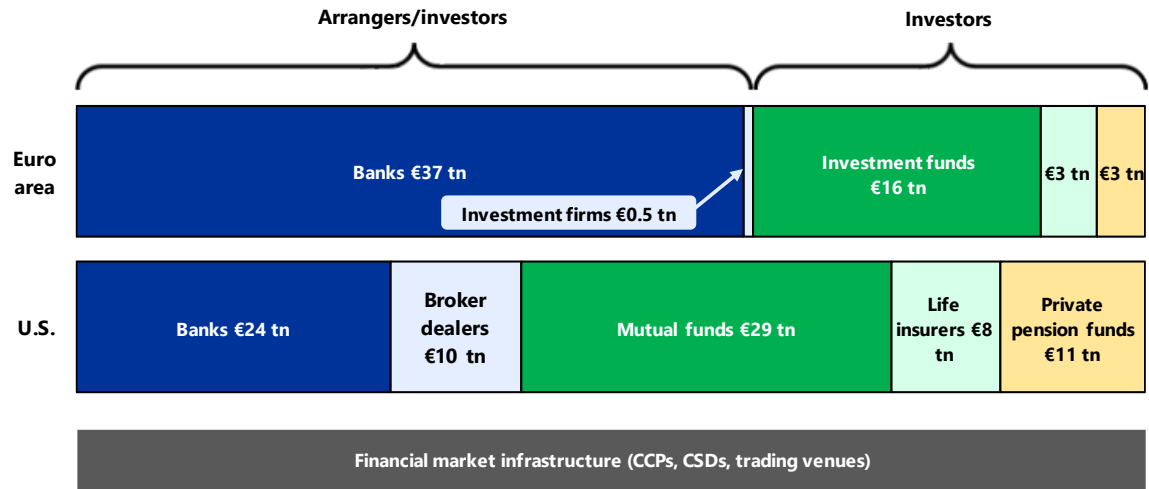 Arrangers/investors
Investors
Euro
area
Banks €37 tn
Investment firms €0.5 tn
Investment funds
€16 tn
€3 tn
€3 tn
U.S.
Banks €24 tn
Broker
dealers
€10 tn
Mutual funds €29 tn
Life
insurers €8
tn
Private
pension funds
€11 tn
Financial market infrastructure (CCPs, CSDs, trading venues)